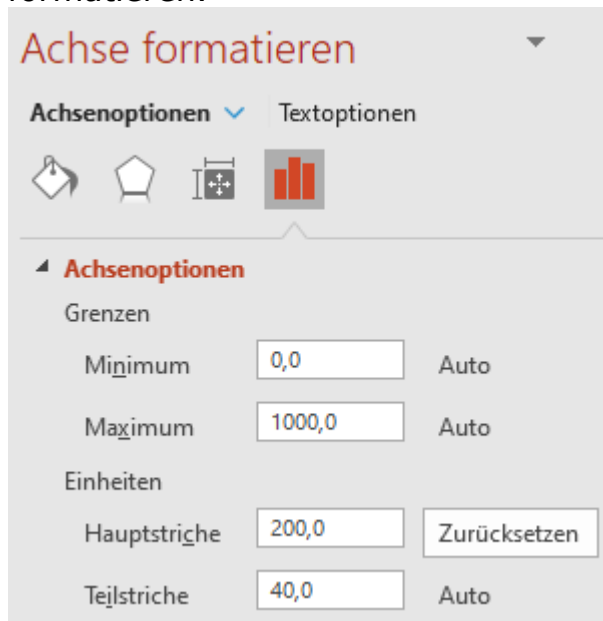 formatieren.
Achse formatieren
Achsenoptionen Textoptionen
Achsenoptionen
Grenzen
Minimum 0,0 Auto
Maximum 1000,0 Auto
Einheiten
Hauptstriche 200,0 Zurücksetzen
Teilstriche 40,0 Auto